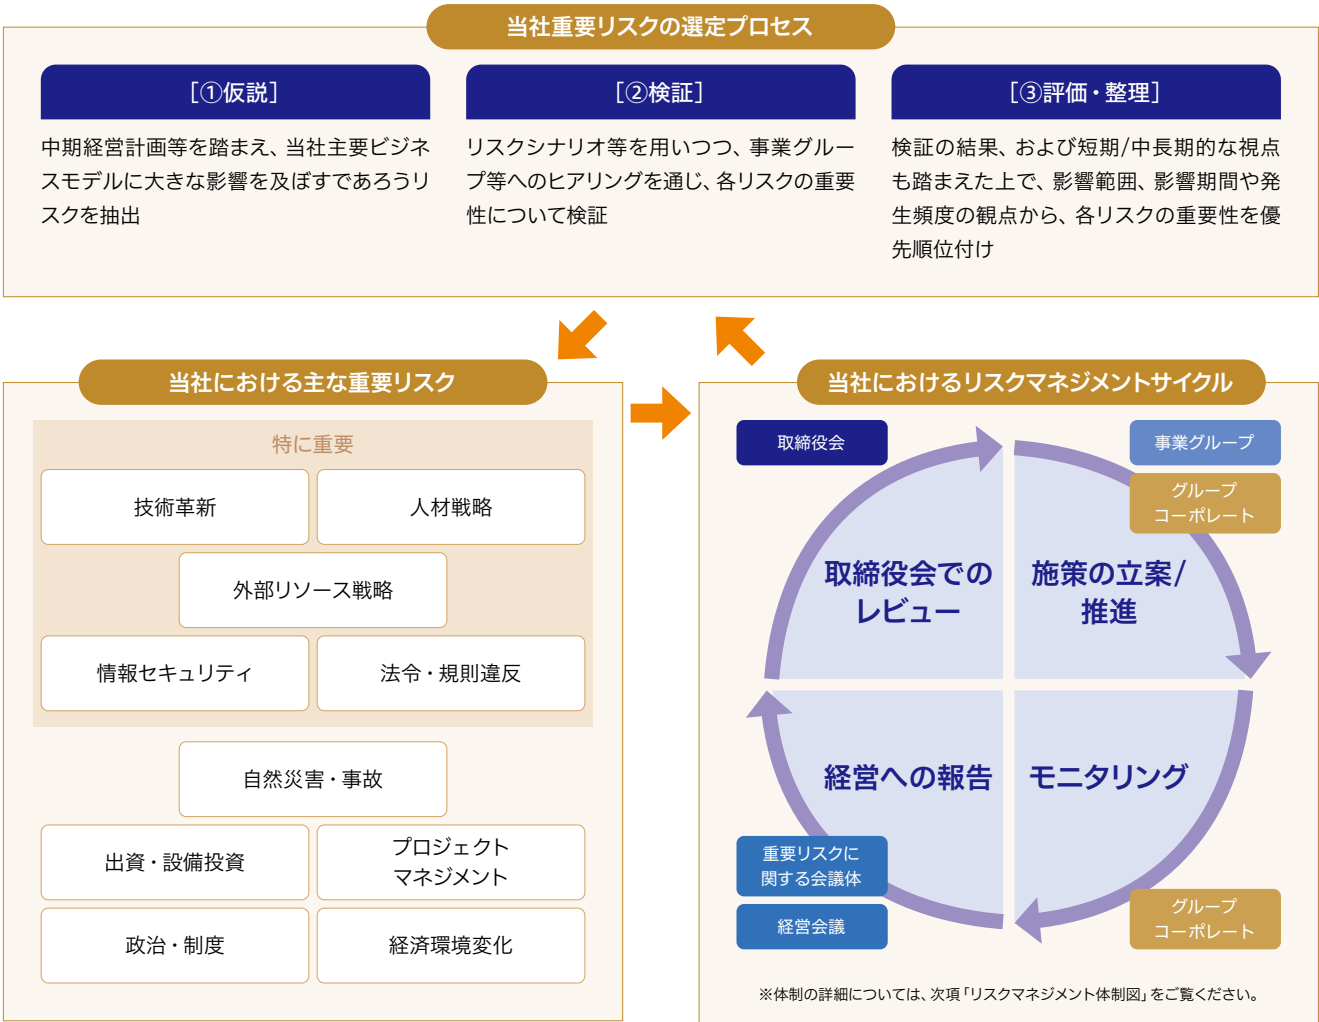 当社重要リスクの選定プロセス
[①仮説]
中期経営計画等を踏まえ、当社主要ビジネ
スモデルに大きな影響を及ぼすであろうリ
スクを抽出
[②検証]
リスクシナリオ等を用いつつ、事業グルー
プ等へのヒアリングを通じ、各リスクの重要
性について検証
[③評価・整理]
検証の結果、および短期/中長期的な視点
も踏まえた上で、影響範囲、影響期間や発
生頻度の観点から、各リスクの重要性を優
先順位付け
当社における主な重要リスク
特に重要
技術革新
人材戦略
外部リソース戦略
情報セキュリティ
法令・規則違反
自然災害・事故
出資・設備投資
プロジェクト
マネジメント
政治・制度
経済環境変化
当社におけるリスクマネジメントサイクル
取締役会
事業グループ
グループ
コーポレート
取締役会での
レビュー
施策の立案/
推進
経営への報告
モニタリング
重要リスクに
関する会議体
経営会議
グループ
コーポレート
※体制の詳細については、次項「リスクマネジメント体制図」をご覧ください。